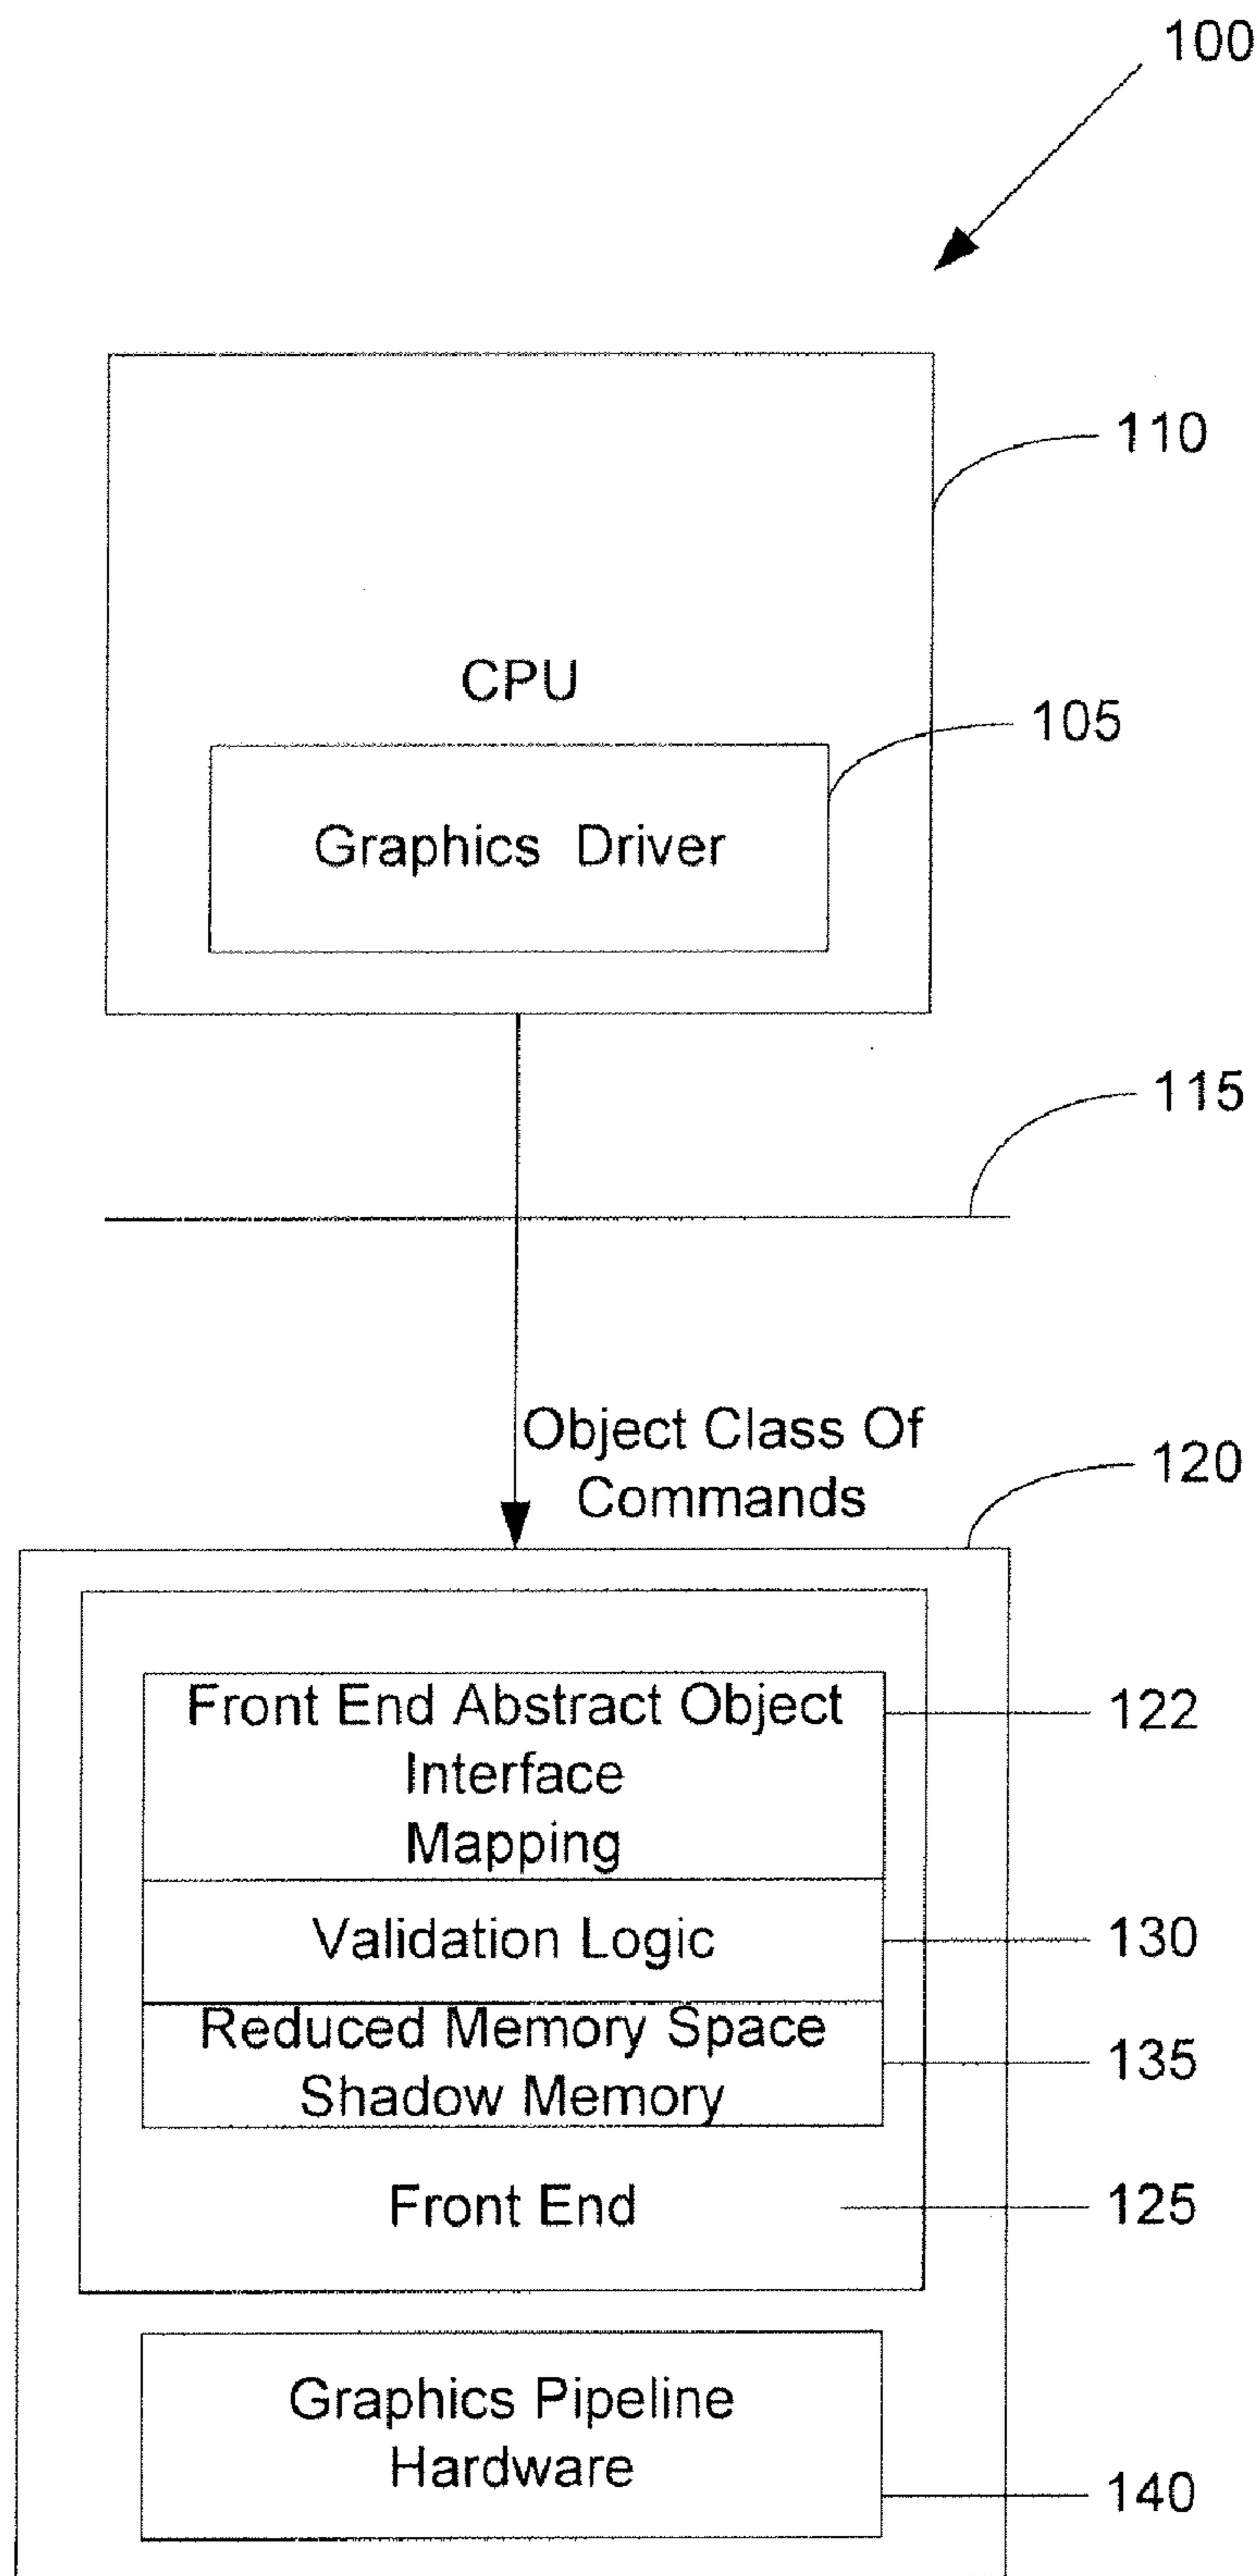 100
110
CPU
105
Graphics Driver
115
Object Class Of
Commands
120
Front End Abstract Object
Interface
Mapping
122
Validation Logic
130
Reduced Memory Space
Shadow Memory
135
Front End
125
Graphics Pipeline
Hardware
140